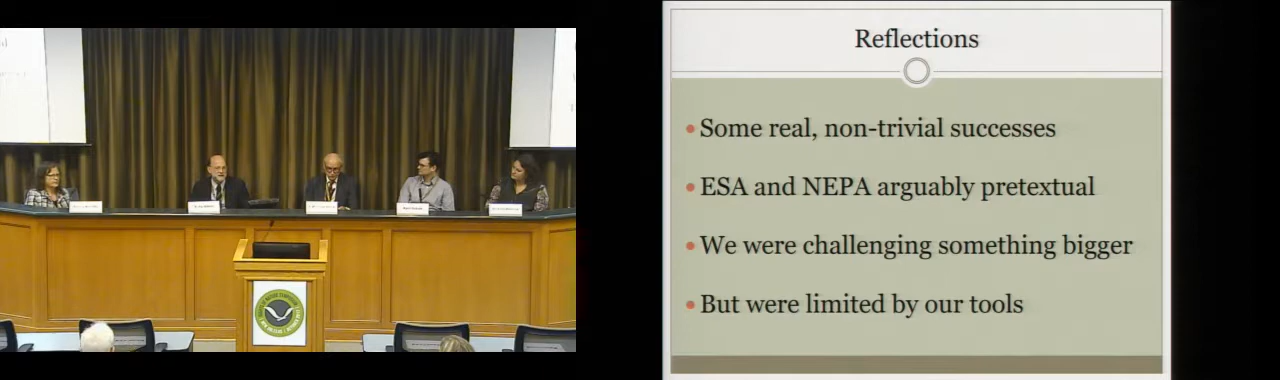 Reflections
Some real, non-trivial successes
ESA and NEPA arguably pretextual
We were challenging something bigger
But were limited by our tools